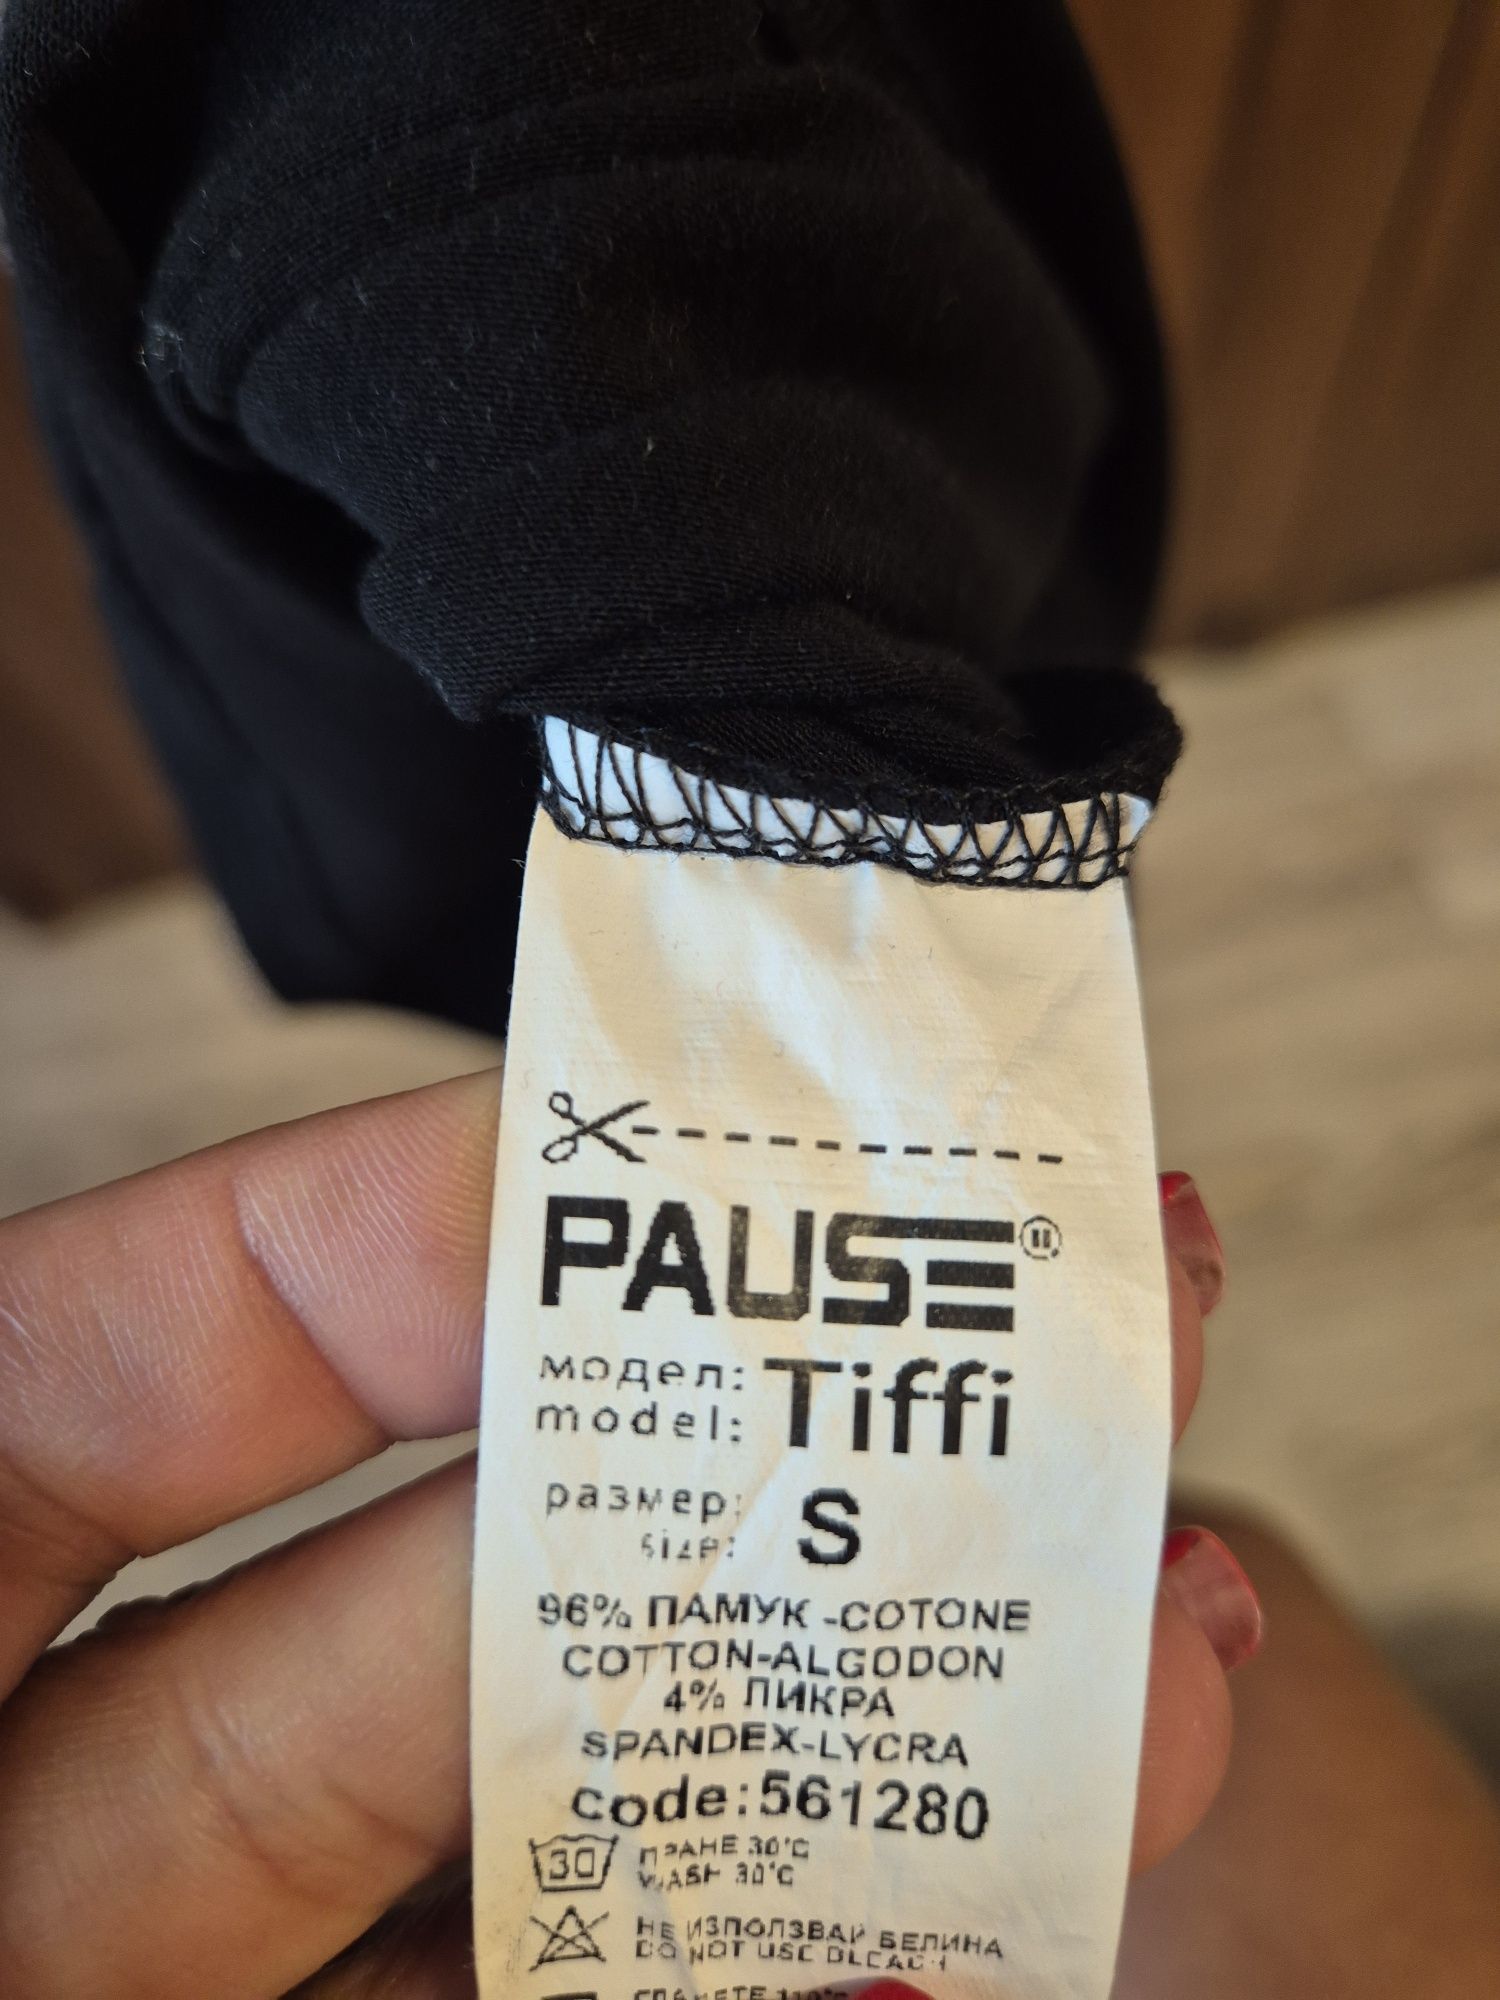 PAUSE
модел: Tiffi
model:
размер: S
size:
96% ПАМУК -COTONE
COTTON-ALGODON
4% ЛИКРА
SPANDEX-LYCRA
code:561280
30 ПРАНЕ 30°C
WASH 30°C
НЕ ИЗПОЛЗВАЙ БЕЛИНА
DO NOT USE BLEACH